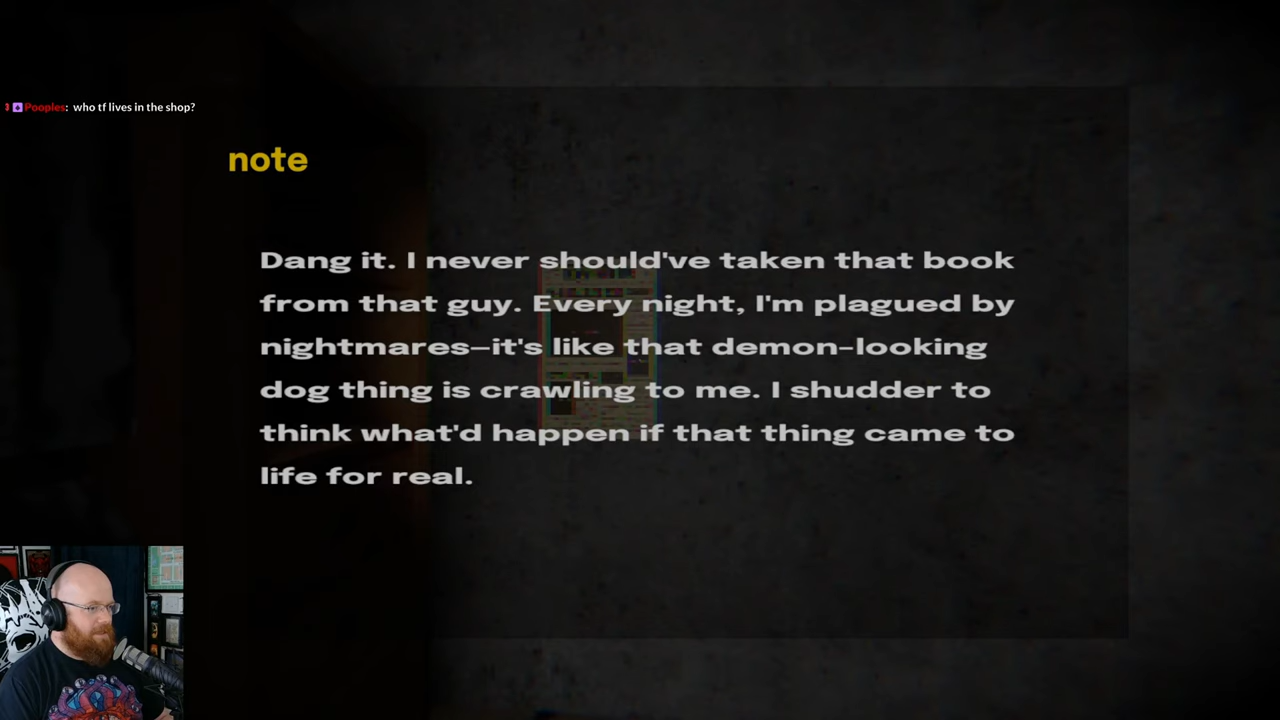 Pooples: who tf lives in the shop?
note
Dang it. I never should've taken that book
from that guy. Every night, I'm plagued by
nightmares—it's like that demon-looking
dog thing is crawling to me. I shudder to
think what'd happen if that thing came to
life for real.